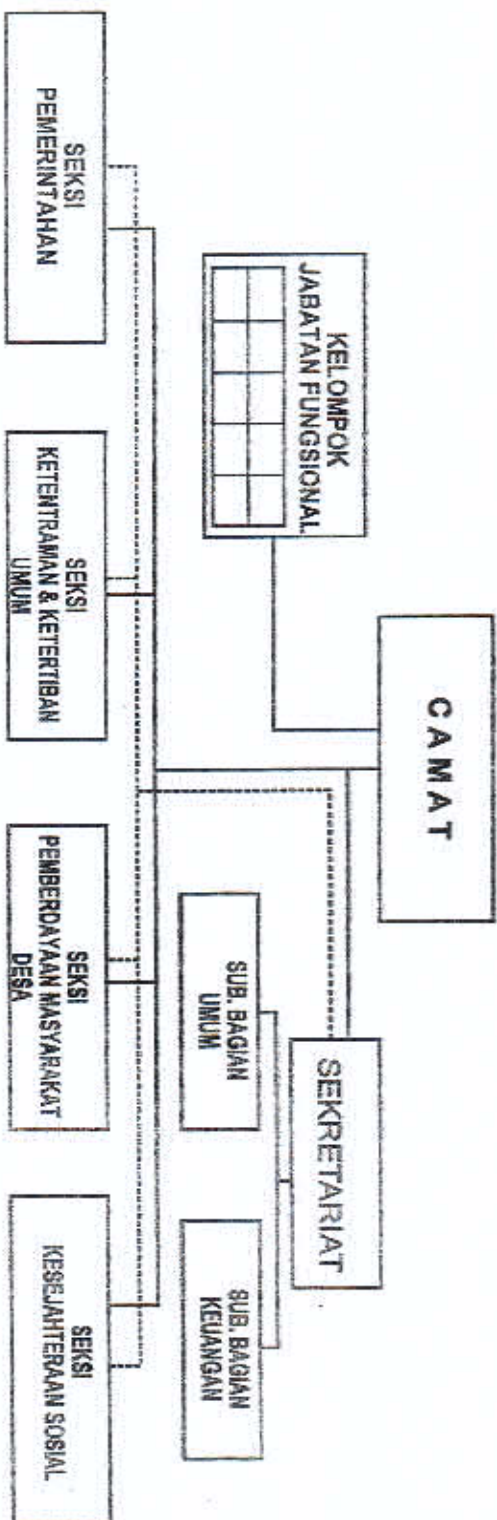 CAMAT
KELOMPOK
JABATAN FUNGSIONAL
SEKRETARIAT
SUB. BAGIAN
UMUM
SUB. BAGIAN
KEUANGAN
SEKSI
PEMERINTAHAN
SEKSI
KETENTRAMAN & KETERTIBAN
UMUM
SEKSI
PEMBERDAYAAN MASYARAKAT
DESA
SEKSI
KESEJAHTERAAN SOSIAL